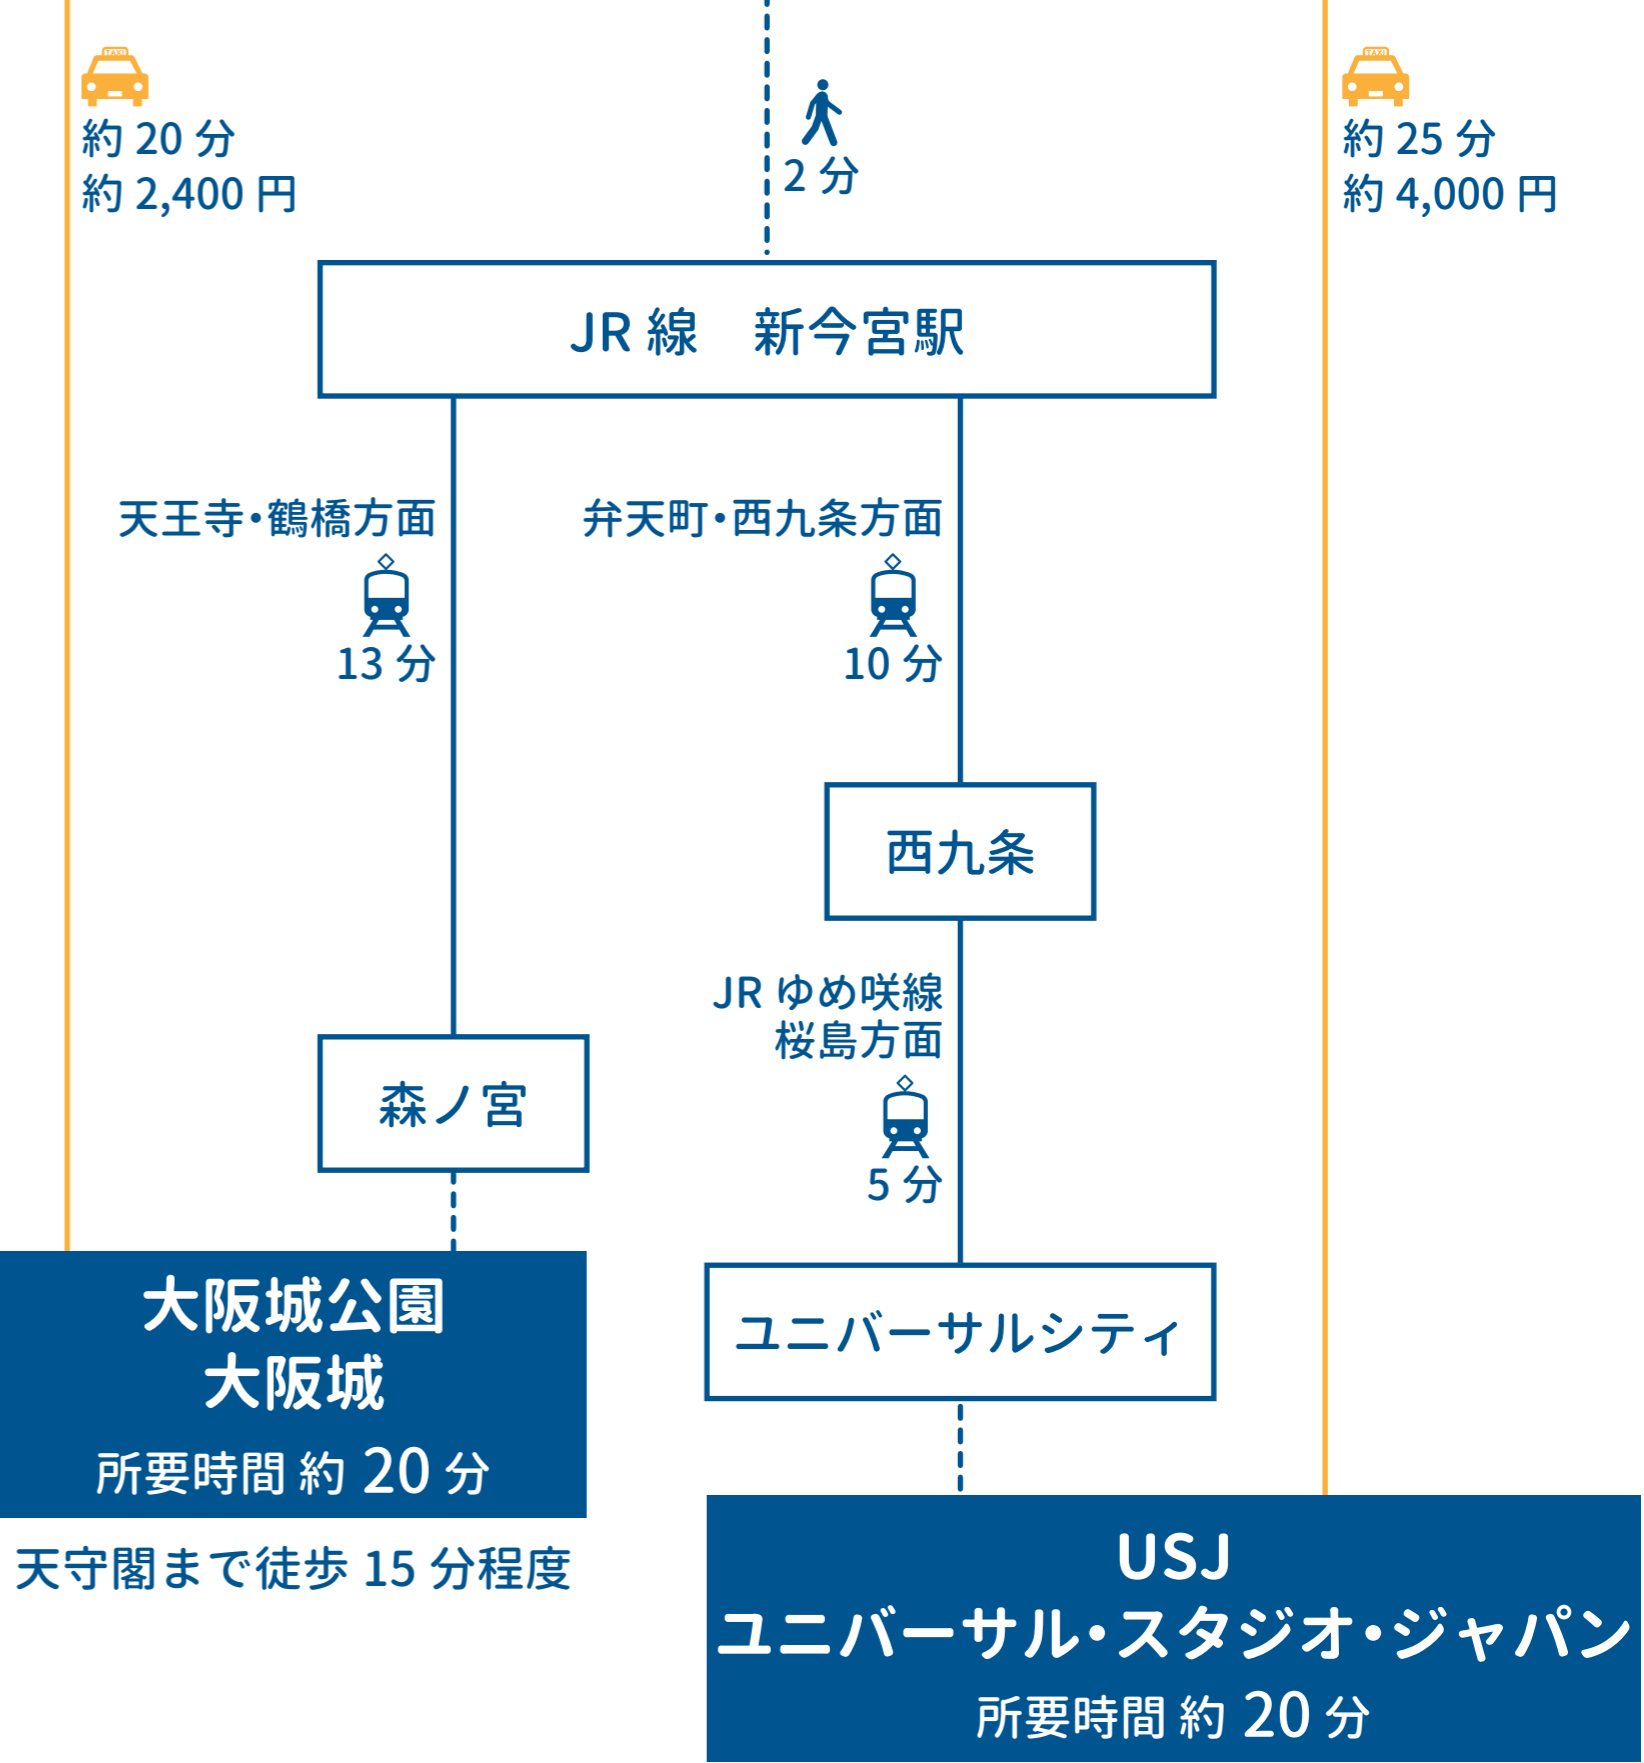 TAXI
約 20 分
約 2,400 円
2 分
TAXI
約 25 分
約 4,000 円
JR 線　新今宮駅
天王寺・鶴橋方面
13 分
弁天町・西九条方面
10 分
西九条
JR ゆめ咲線
桜島方面
5 分
森ノ宮
ユニバーサルシティ
大阪城公園
大阪城
所要時間 約 20 分
天守閣まで徒歩 15 分程度
USJ
ユニバーサル・スタジオ・ジャパン
所要時間 約 20 分